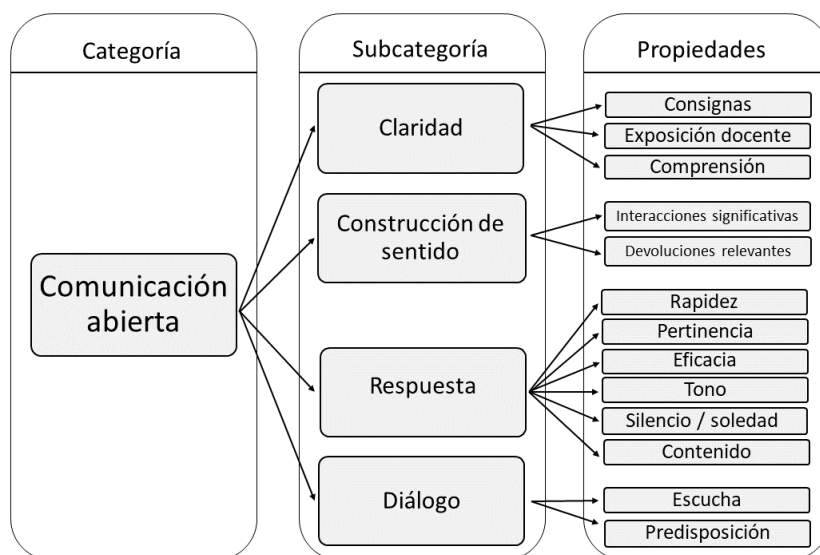 Categoría
Subcategoría
Propiedades
Comunicación
abierta
Claridad
Construcción de
sentido
Respuesta
Diálogo
Consignas
Exposición docente
Comprensión
Interacciones significativas
Devoluciones relevantes
Rapidez
Pertinencia
Eficacia
Tono
Silencio / soledad
Contenido
Escucha
Predisposición